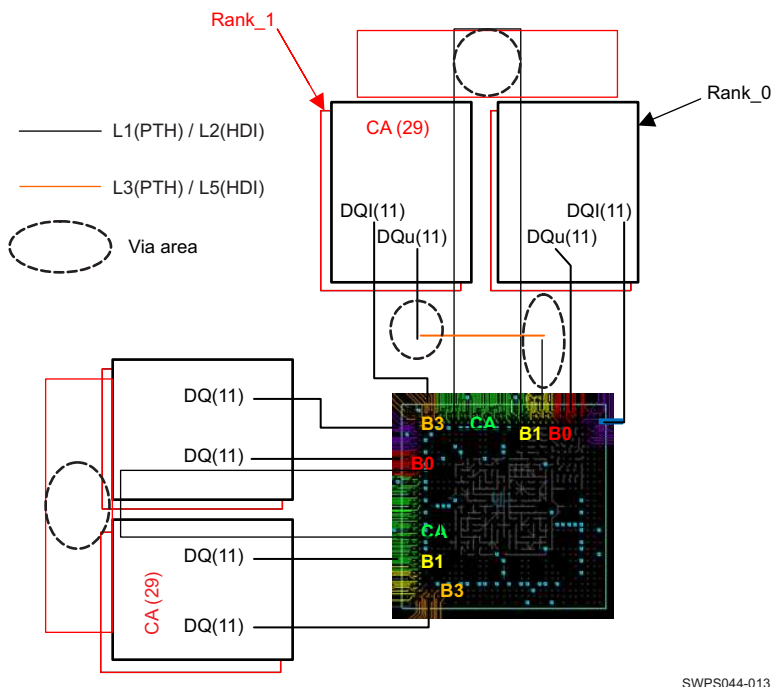 Rank_1
Rank_0
CA (29)
L1(PTH) / L2(HDI)
L3(PTH) / L5(HDI)
Via area
DQl(11)
DQu(11)
DQl(11)
DQu(11)
DQ(11)
DQ(11)
B3
CA
B1
B0
B0
CA
B1
B3
DQ(11)
DQ(11)
CA (29)
SWPS044-013